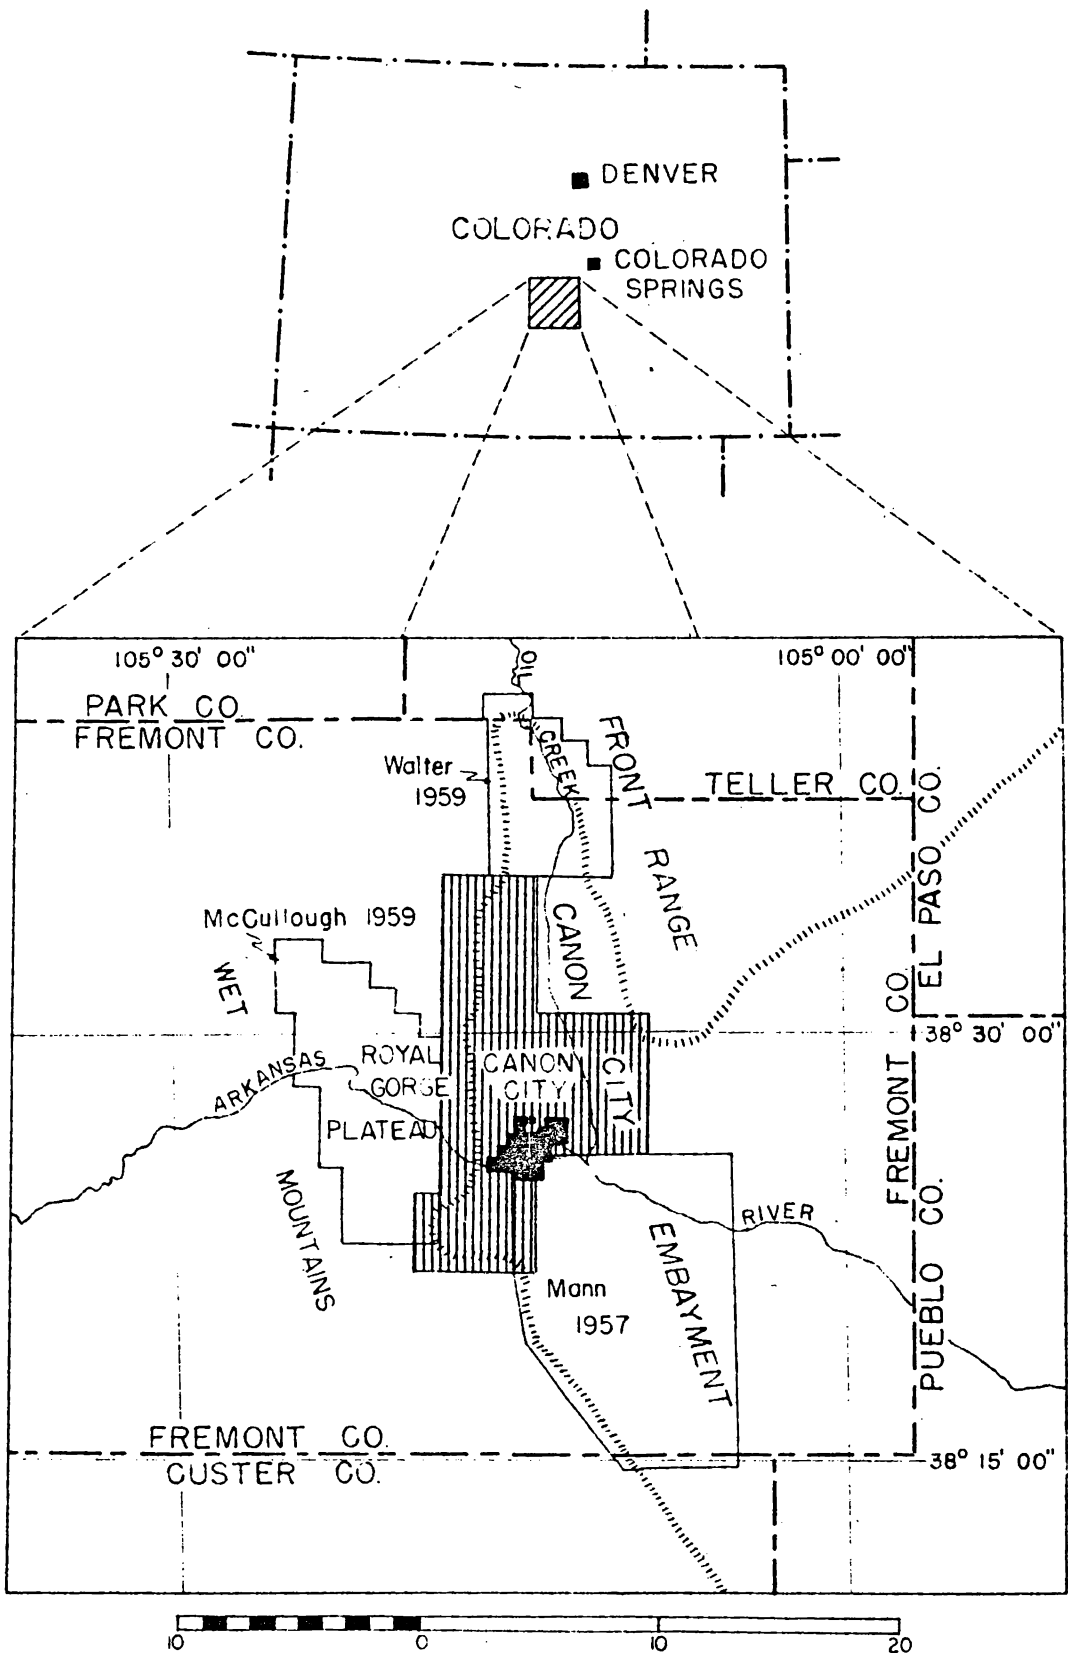 DENVER
COLORADO
COLORADO
SPRINGS
105° 30' 00"
OIL
105° 00' 00"
PARK CO.
FREMONT CO.
CREEK
FRONT
Walter
1959
TELLER CO.
EL PASO CO.
RANGE
McCullough 1959
CANON
WET
FREMONT CO.
38° 30' 00"
ROYAL
GORGE
PLATEAU
CANON
CITY
CITY
ARKANSAS
MOUNTAINS
RIVER
EMBAYMENT
PUEBLO CO.
Mann
1957
FREMONT CO.
CUSTER CO.
38° 15' 00"
10 0 10 20